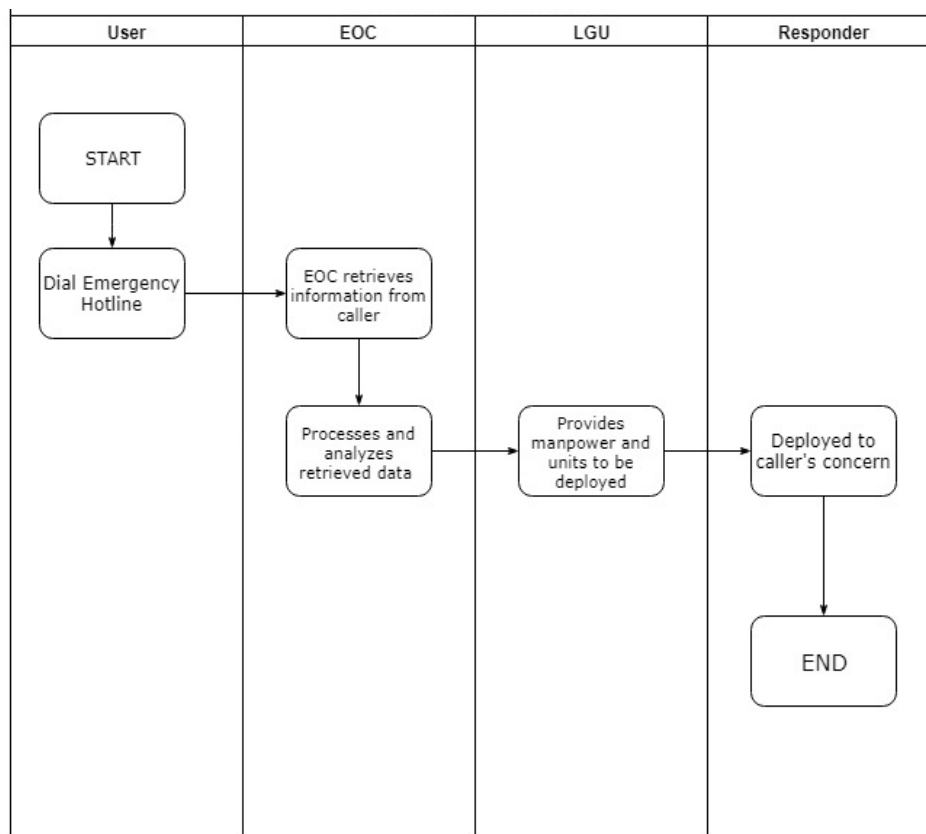 User
EOC
LGU
Responder
START
Dial Emergency
Hotline
EOC retrieves
information from
caller
Processes and
analyzes
retrieved data
Provides
manpower and
units to be
deployed
Deployed to
caller's concern
END